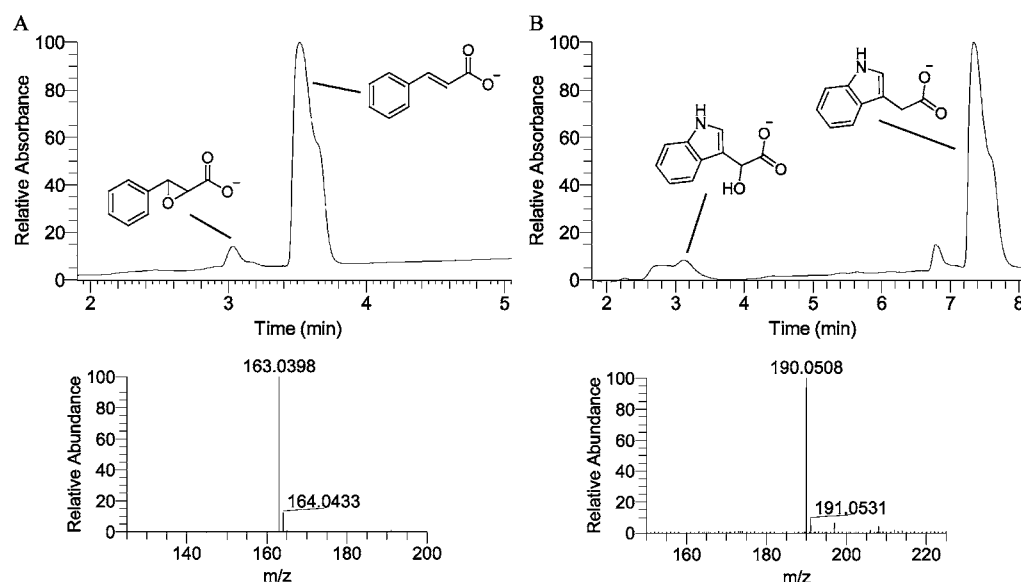 A
Relative Absorbance
100
80
60
40
20
0
O
O
−
O
O
O
−
2
3
4
5
Time (min)
B
Relative Absorbance
100
80
60
40
20
0
H
N
O
−
O
HO
H
N
O
−
O
2
3
4
5
6
7
8
Time (min)
163.0398
Relative Abundance
100
80
60
40
20
0
164.0433
140
160
180
200
m/z
190.0508
Relative Abundance
100
80
60
40
20
0
191.0531
160
180
200
220
m/z